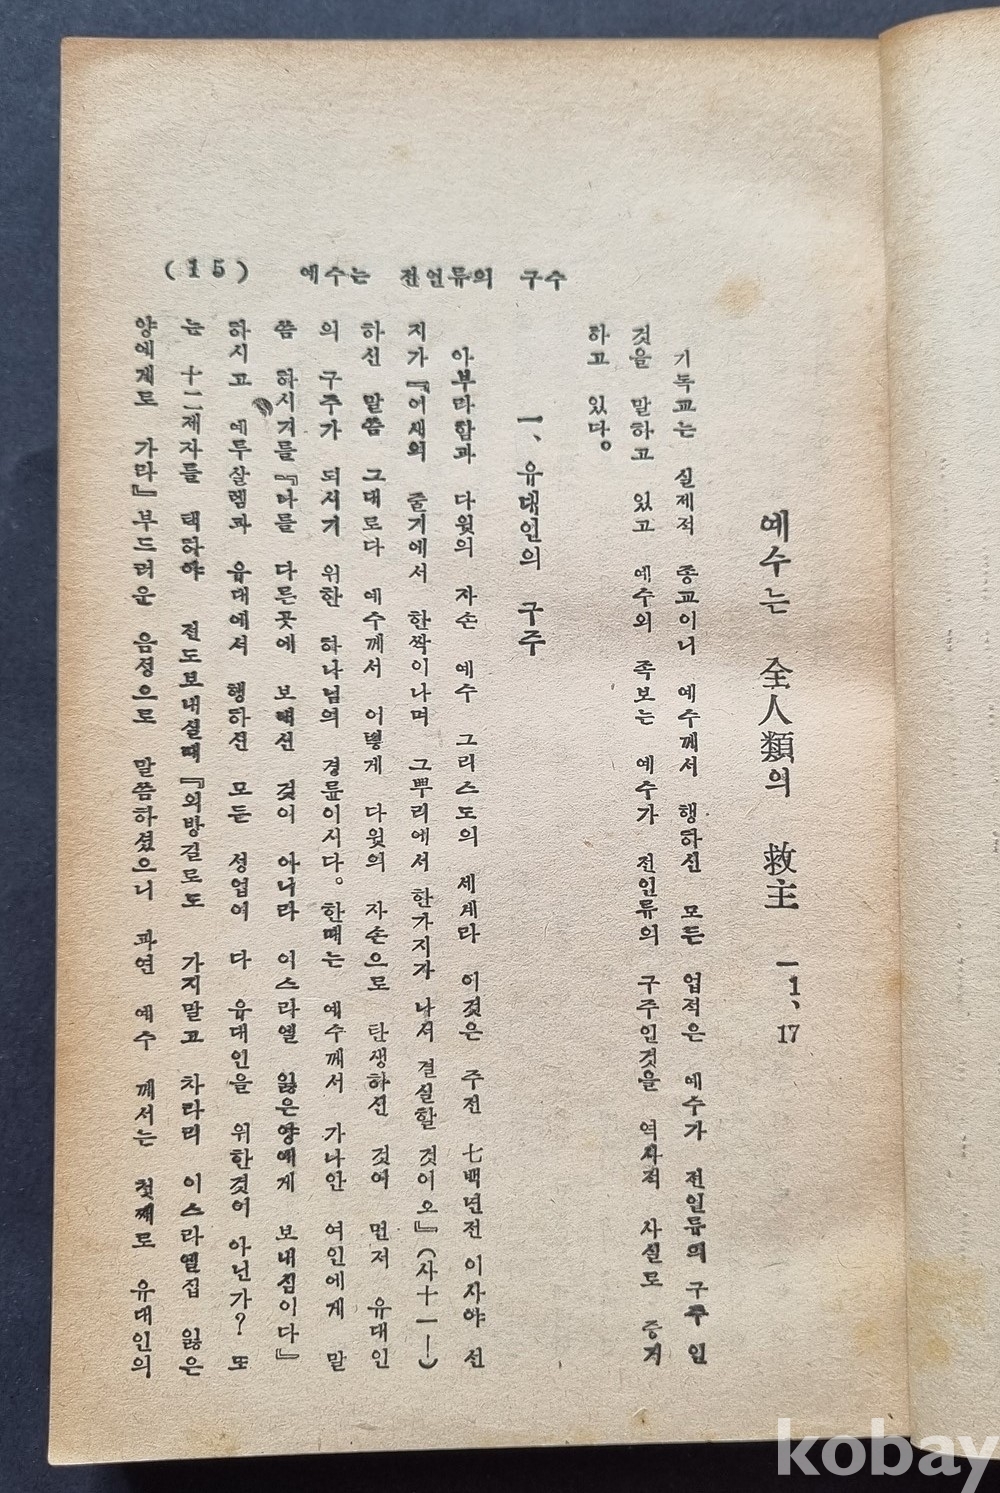 (15) 예수는 전인류의 구주
예수는 全人類의 救主 一1、17
기독교는 실제적 종교이니 예수께서 행하신 모든 업적은 예수가 전인류의 구주 인
것을 말하고 있고 예수의 족보는 예수가 전인류의 구주인것을 역사적 사실로 증거
하고 있다。
一、유대인의 구주
아부라함과 다윗의 자손 예수 그리스도의 세계라 이것은 주전 七백년전 이사야 선
지가『이새의 줄기에서 한싹이나며 그뿌리에서 한가지가 나서 결실할 것이오』(사十一ㅣ)
하신 말씀 그대로다 예수께서 이렇게 다윗의 자손으로 탄생하신 것이 먼저 유대인
의 구주가 되시기 위한 하나님의 경륜이시다。한때는 예수께서 가나안 여인에게 말
씀 하시기를『나를 다른곳에 보내신 것이 아니라 이스라엘 잃은양에게 보내심이다』
하시고 예루살렘과 유대에서 행하신 모든 성업이 다 유대인을 위한것이 아닌가? 또
는 十二제자를 택하야 전도보내실때『외방길로도 가지말고 차라리 이스라엘집 잃은
양에게로 가라』부드러운 음성으로 말씀하셨으니 과연 예수 께서는 첫째로 유대인의
kobay